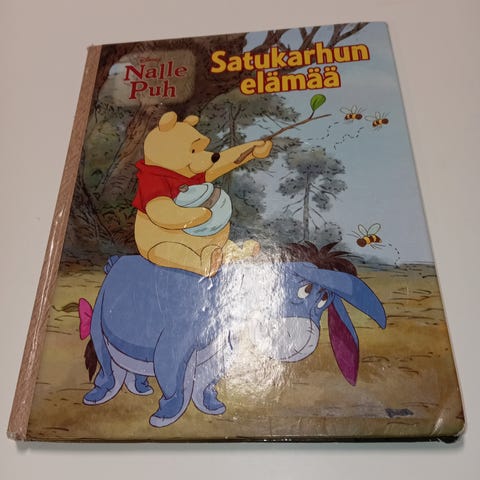 Disney
Nalle
Puh
Satukarhun
elämää